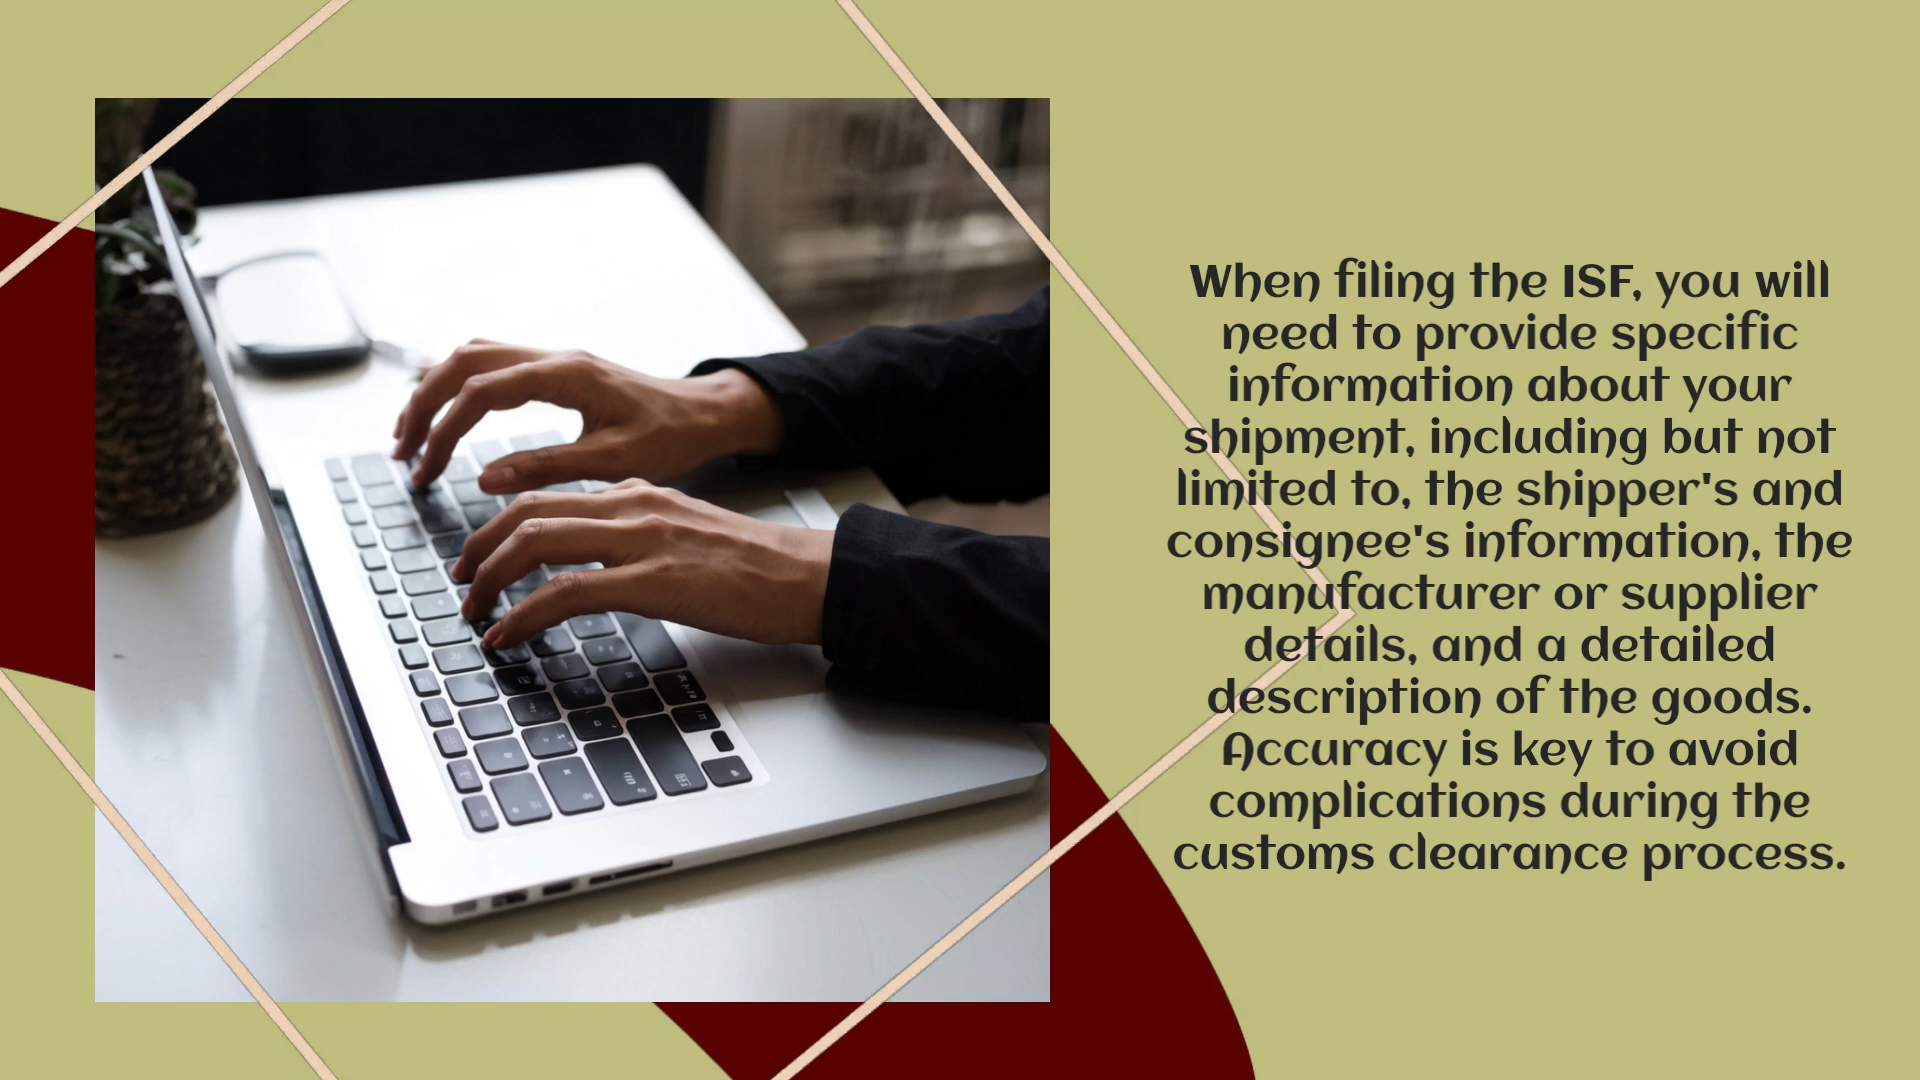 When filing the ISF, you will
need to provide specific
information about your
shipment, including but not
limited to, the shipper's and
consignee's information, the
manufacturer or supplier
details, and a detailed
description of the goods.
Accuracy is key to avoid
complications during the
customs clearance process.